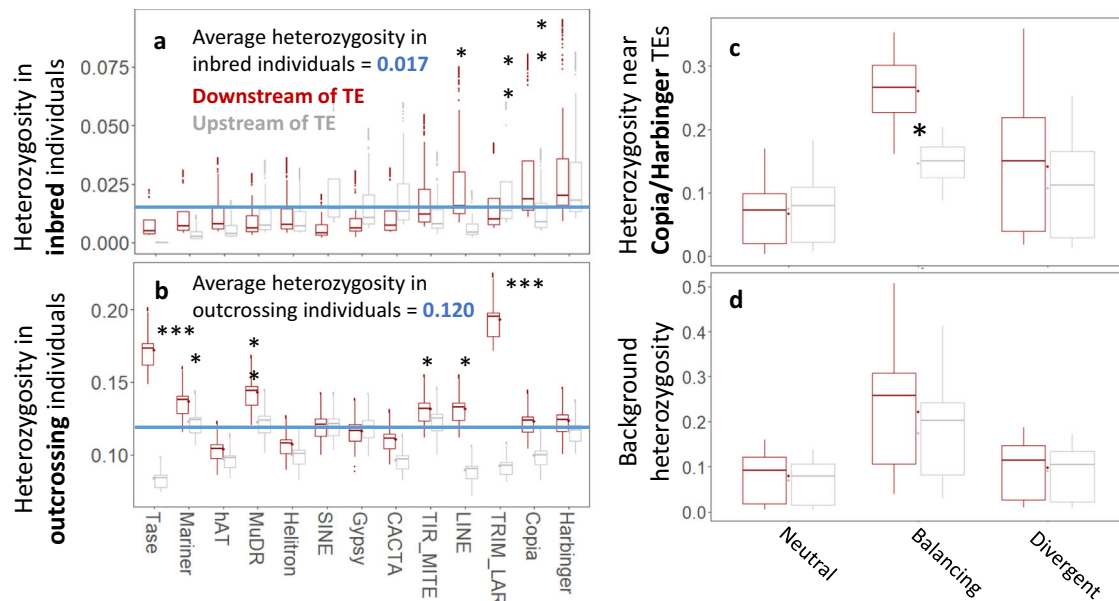 a
Average heterozygosity in
inbred individuals = 0.017
Downstream of TE
Upstream of TE
Heterozygosity in
inbred individuals
0.075
0.050
0.025
0.000
*
*
*
*
*
b
Average heterozygosity in
outcrossing individuals = 0.120
Heterozygosity in
outcrossing individuals
0.20
0.15
0.10
***
*
*
*
*
*
***
Tase
Mariner
hAT
MuDR
Helitron
SINE
Gypsy
CACTA
TIR_MITE
LINE
TRIM_LAR
Copia
Harbinger
c
Heterozygosity near
Copia/Harbinger TEs
0.3
0.2
0.1
0.0
*
d
Background
heterozygosity
0.5
0.4
0.3
0.2
0.1
0.0
Neutral
Balancing
Divergent